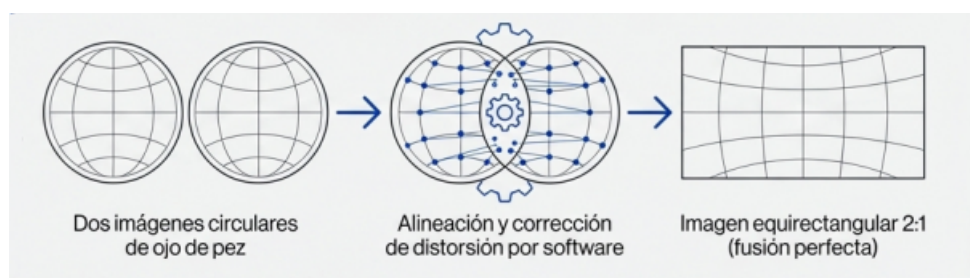 Dos imágenes circulares
de ojo de pez
Alineación y corrección
de distorsión por software
Imagen equirectangular 2:1
(fusión perfecta)